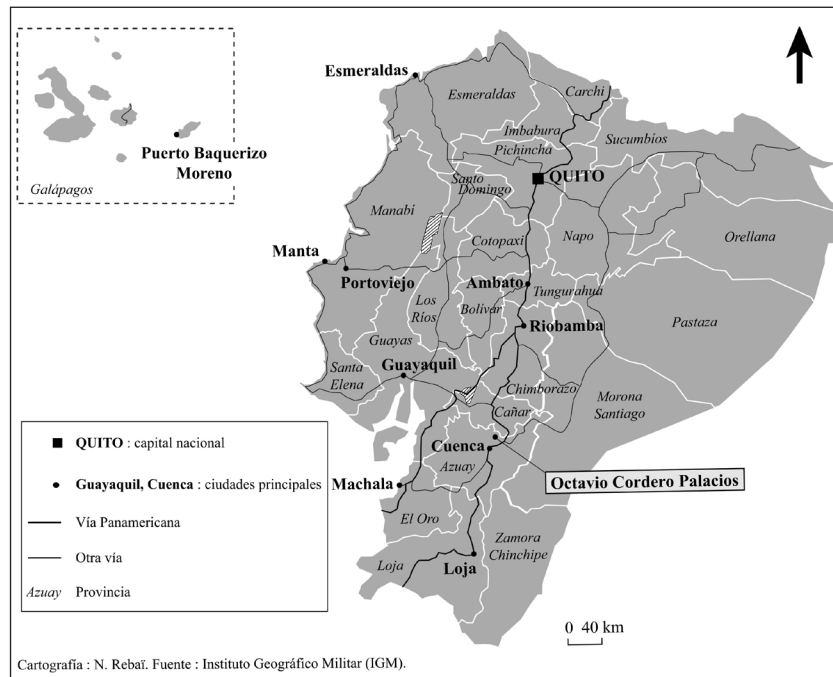 Esmeraldas
Esmeraldas
Carchi
Imbabura
Pichincha
Sucumbíos
Puerto Baquerizo
Moreno
Galápagos
QUITO
Santo
Domingo
Manabí
Cotopaxi
Napo
Orellana
Manta
Portoviejo
Ambato
Tungurahua
Los
Ríos
Bolívar
Pastaza
Riobamba
Guayas
Santa
Elena
Guayaquil
Chimborazo
Morona
Santiago
Cañar
Cuenca
Azuay
Octavio Cordero Palacios
Machala
El Oro
Zamora
Chinchipe
Loja
Loja
QUITO : capital nacional
Guayaquil, Cuenca : ciudades principales
Vía Panamericana
Otra vía
Azuay Provincia
0 40 km
Cartografía : N. Rebaï. Fuente : Instituto Geográfico Militar (IGM).